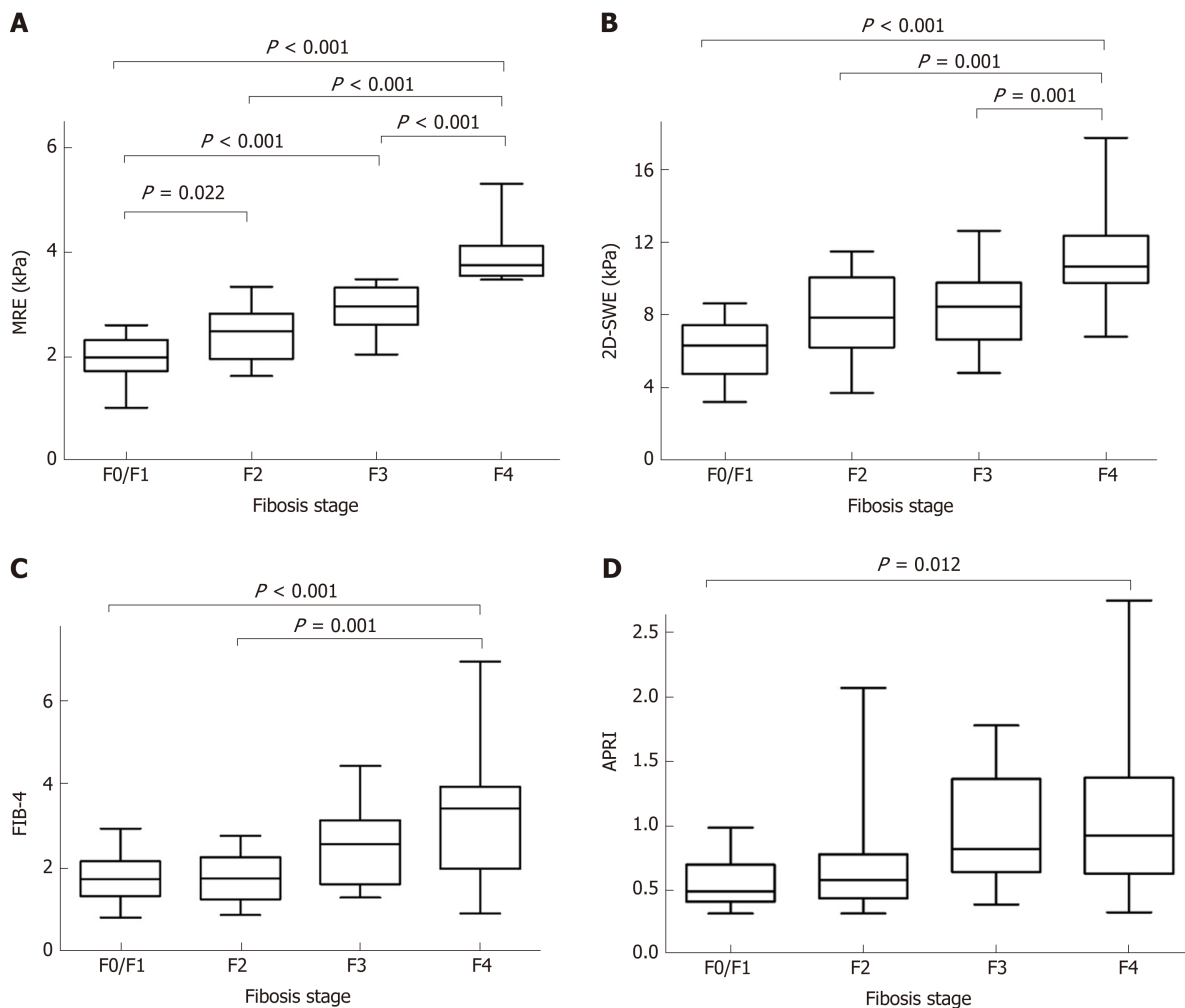 A
P < 0.001
P < 0.001
P < 0.001
P < 0.001
P = 0.022
6
4
2
0
MRE (kPa)
F0/F1 F2 F3 F4
Fibosis stage
B
P < 0.001
P = 0.001
P = 0.001
16
12
8
4
0
2D-SWE (kPa)
F0/F1 F2 F3 F4
Fibosis stage
C
P < 0.001
P = 0.001
6
4
2
0
FIB-4
F0/F1 F2 F3 F4
Fibosis stage
D
P = 0.012
2.5
2.0
1.5
1.0
0.5
0.0
APRI
F0/F1 F2 F3 F4
Fibosis stage